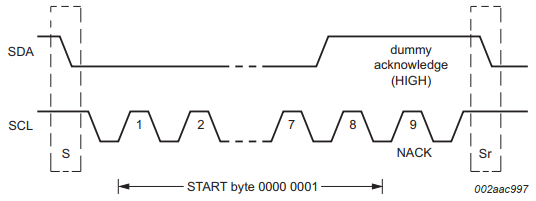 SDA
dummy
acknowledge
(HIGH)
SCL
1 2 7 8 9
S NACK Sr
START byte 0000 0001
002aac997